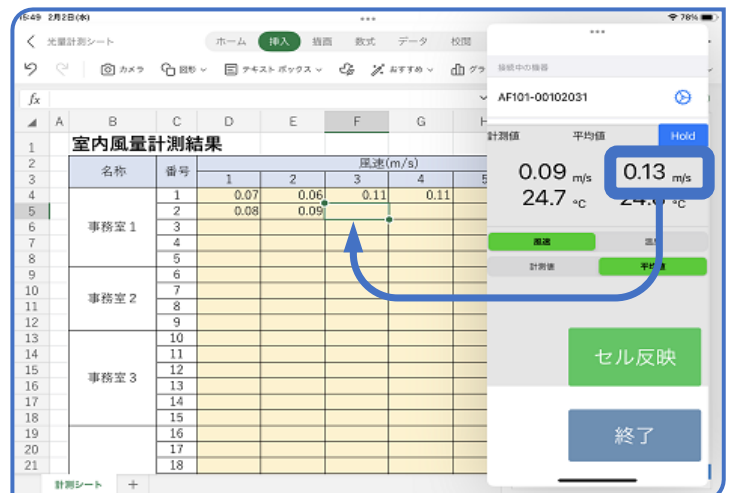 15:49 2月2日(水)
78%
光量計測シート
ホーム 挿入 描画 数式 データ 校閲
カメラ 図形 テキスト ボックス おすすめ グラ
fx
A B C D E F G H
1 室内風量計測結果
2 名称 番号 風速(m/s)
3 1 2 3 4 5
4 1 0.07 0.06 0.11 0.11
5 2 0.08 0.09
6 事務室1 3
7 4
8 5
9 6
10 事務室2 7
11 8
12 9
13 10
14 11
15 事務室3 12
16 13
17 14
18 15
19 16
20 17
21 18
計測シート +
接続中の機器
AF101-00102031
計測値 平均値 Hold
0.09 m/s 0.13 m/s
24.7 °C °C
風速
計測値
セル反映
終了